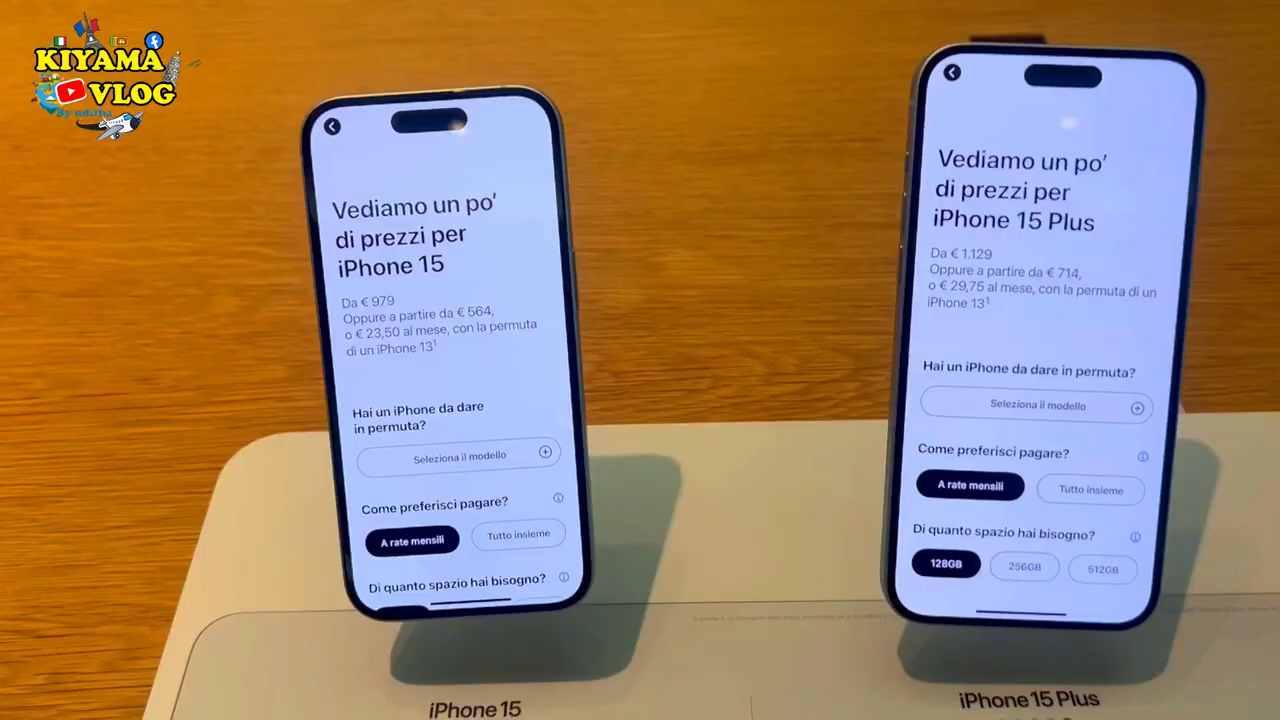 KIYAMA
VLOG
By uditha
Vediamo un po’
di prezzi per
iPhone 15
Da € 979
Oppure a partire da € 564,
o € 23,50 al mese, con la permuta
di un iPhone 13¹
Hai un iPhone da dare
in permuta?
Seleziona il modello
Come preferisci pagare?
A rate mensili
Tutto insieme
Di quanto spazio hai bisogno?
iPhone 15
Vediamo un po’
di prezzi per
iPhone 15 Plus
Da € 1.129
Oppure a partire da € 714,
o € 29,75 al mese, con la permuta di un
iPhone 13¹
Hai un iPhone da dare in permuta?
Seleziona il modello
Come preferisci pagare?
A rate mensili
Tutto insieme
Di quanto spazio hai bisogno?
128GB
256GB
512GB
iPhone 15 Plus